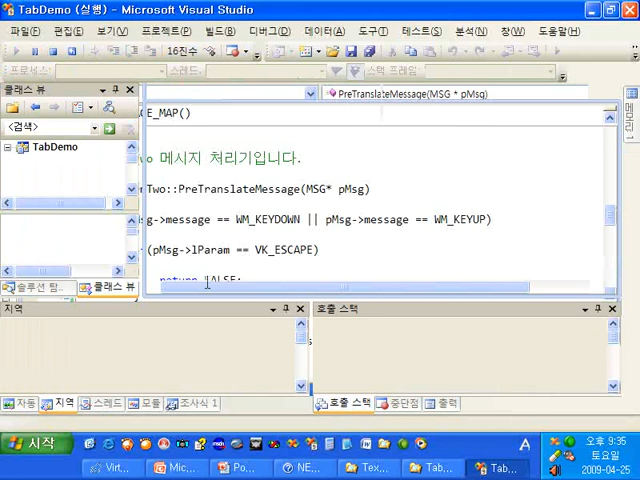 TabDemo (실행) - Microsoft Visual Studio
파일(F) 편집(E) 보기(V) 프로젝트(P) 빌드(B) 디버그(D) 데이터(A) 도구(T) 테스트(S) 분석(N) 창(W) 도움말(H)
16진수
프로세스: 스레드: 스택 프레임:
클래스 뷰
PreTranslateMessage(MSG * pMsg)
E_MAP()
<검색>
TabDemo
wo 메시지 처리기입니다.
Two::PreTranslateMessage(MSG* pMsg)
sg->message == WM_KEYDOWN || pMsg->message == WM_KEYUP)
(pMsg->lParam == VK_ESCAPE)
return FALSE;
솔루션 탐.. 클래스 뷰
지역 호출 스택
자동 지역 스레드 모듈 조사식 1 호출 스택 중단점 출력
시작
A
오후 9:35
토요일
2009-04-25
Virt... Mic... Po... NE... Tex... Tab... Tab...